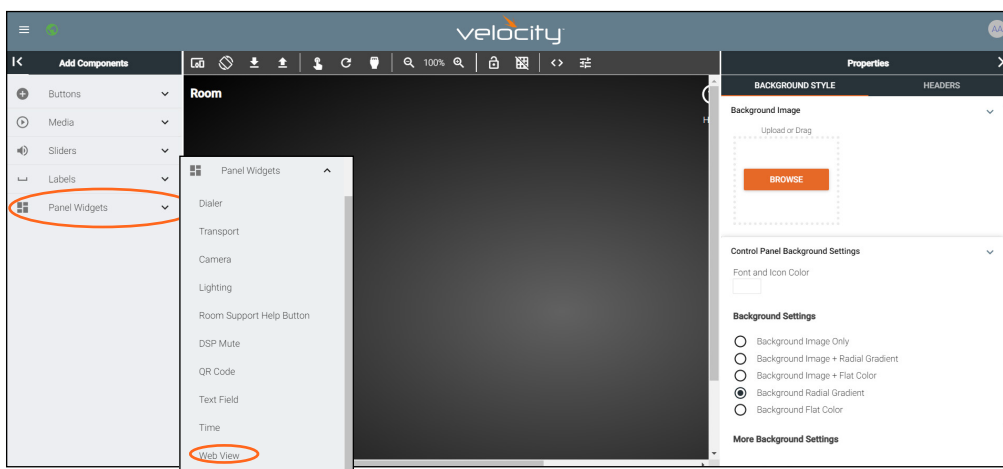 velocity
AA
Add Components
100%
Properties
Buttons
Media
Sliders
Labels
Panel Widgets
Room
H
Panel Widgets
Dialer
Transport
Camera
Lighting
Room Support Help Button
DSP Mute
QR Code
Text Field
Time
Web View
BACKGROUND STYLE HEADERS
Background Image
Upload or Drag
BROWSE
Control Panel Background Settings
Font and Icon Color
Background Settings
Background Image Only
Background Image + Radial Gradient
Background Image + Flat Color
Background Radial Gradient
Background Flat Color
More Background Settings